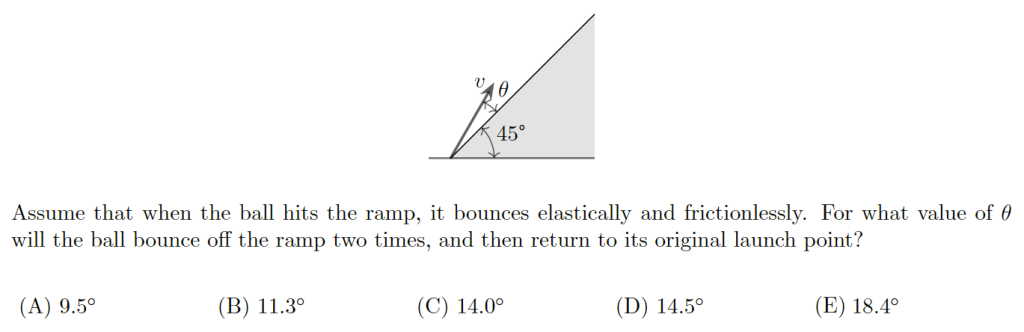 v
θ
45°
Assume that when the ball hits the ramp, it bounces elastically and frictionlessly. For what value of θ
will the ball bounce off the ramp two times, and then return to its original launch point?
(A) 9.5° (B) 11.3° (C) 14.0° (D) 14.5° (E) 18.4°